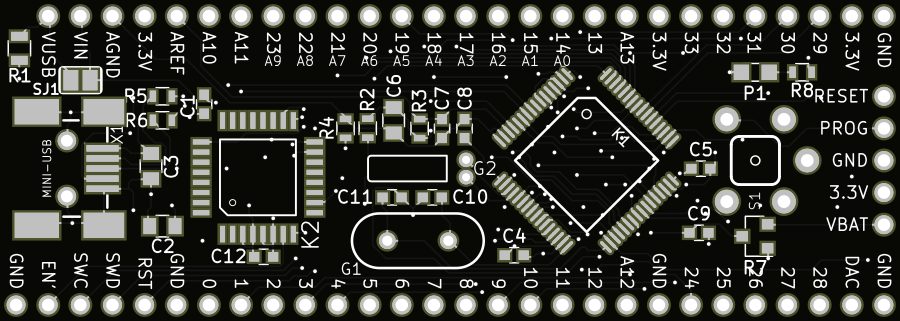 VUSB VIN AGND 3.3V AREF A10 A11 23 22 21 20 19 18 17 16 15 14 13 A13 3.3V 33 32 31 30 29 3.3V GND
A9 A8 A7 A6 A5 A4 A3 A2 A1 A0
R1 SJ1
R5 C1 R2 C6 R3 C7 C8 P1 R8 RESET
R6 R4 X1 K1 PROG
MINI-USB C3 G2 C5 GND
C11 C10 S1 3.3V
C2 K2 C9 VBAT
C12 G1 C4 R7
GND EN SWC SWD RST GND 0 1 2 3 4 5 6 7 8 9 10 11 12 A12 GND 24 25 26 27 28 DAC GND